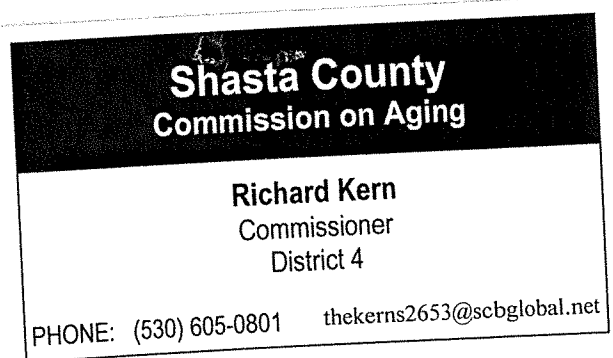 Shasta County
Commission on Aging
Richard Kern
Commissioner
District 4
PHONE: (530) 605-0801 thekerns2653@scbglobal.net